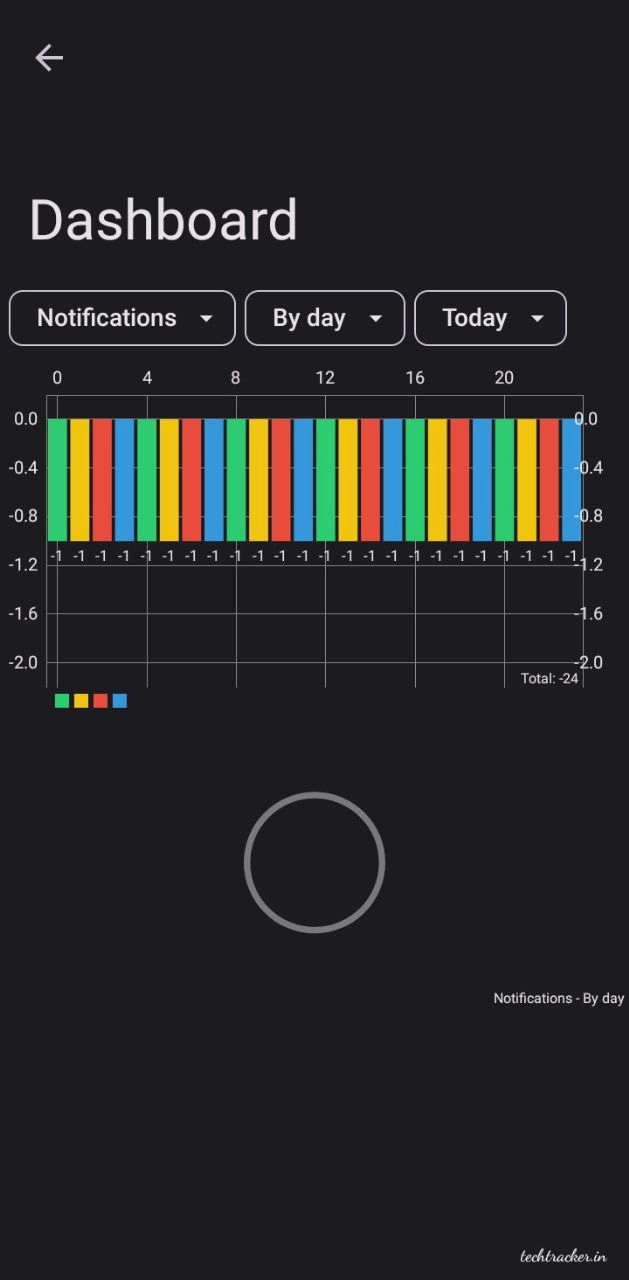 Dashboard
Notifications By day Today
0 4 8 12 16 20
0.0 0.0
-0.4 -0.4
-0.8 -0.8
-1 -1 -1 -1 -1 -1 -1 -1 -1 -1 -1 -1 -1 -1 -1 -1 -1 -1 -1 -1 -1 -1 -1 -1
-1.2 -1.2
-1.6 -1.6
-2.0 -2.0
Total: -24
Notifications - By day
techtracker.in